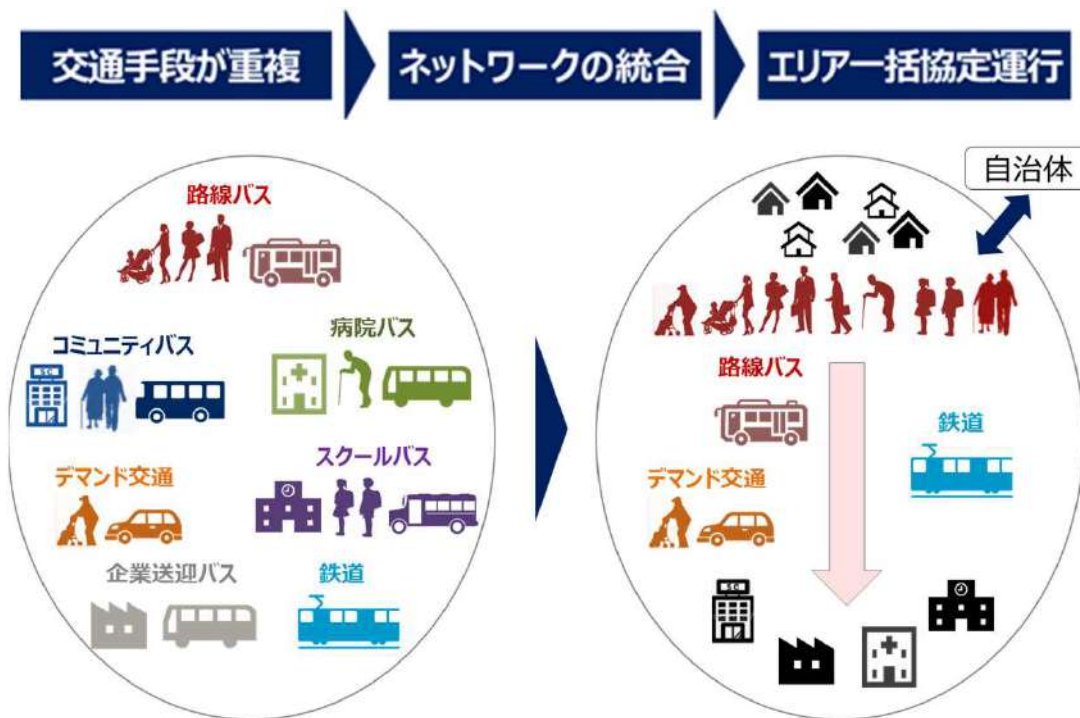 交通手段が重複
ネットワークの統合
エリア一括協定運行
路線バス
コミュニティバス
病院バス
デマンド交通
スクールバス
企業送迎バス
鉄道
自治体
路線バス
鉄道
デマンド交通